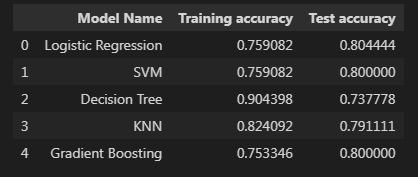 Model Name Training accuracy Test accuracy
0 Logistic Regression 0.759082 0.804444
1 SVM 0.759082 0.800000
2 Decision Tree 0.904398 0.737778
3 KNN 0.824092 0.791111
4 Gradient Boosting 0.753346 0.800000